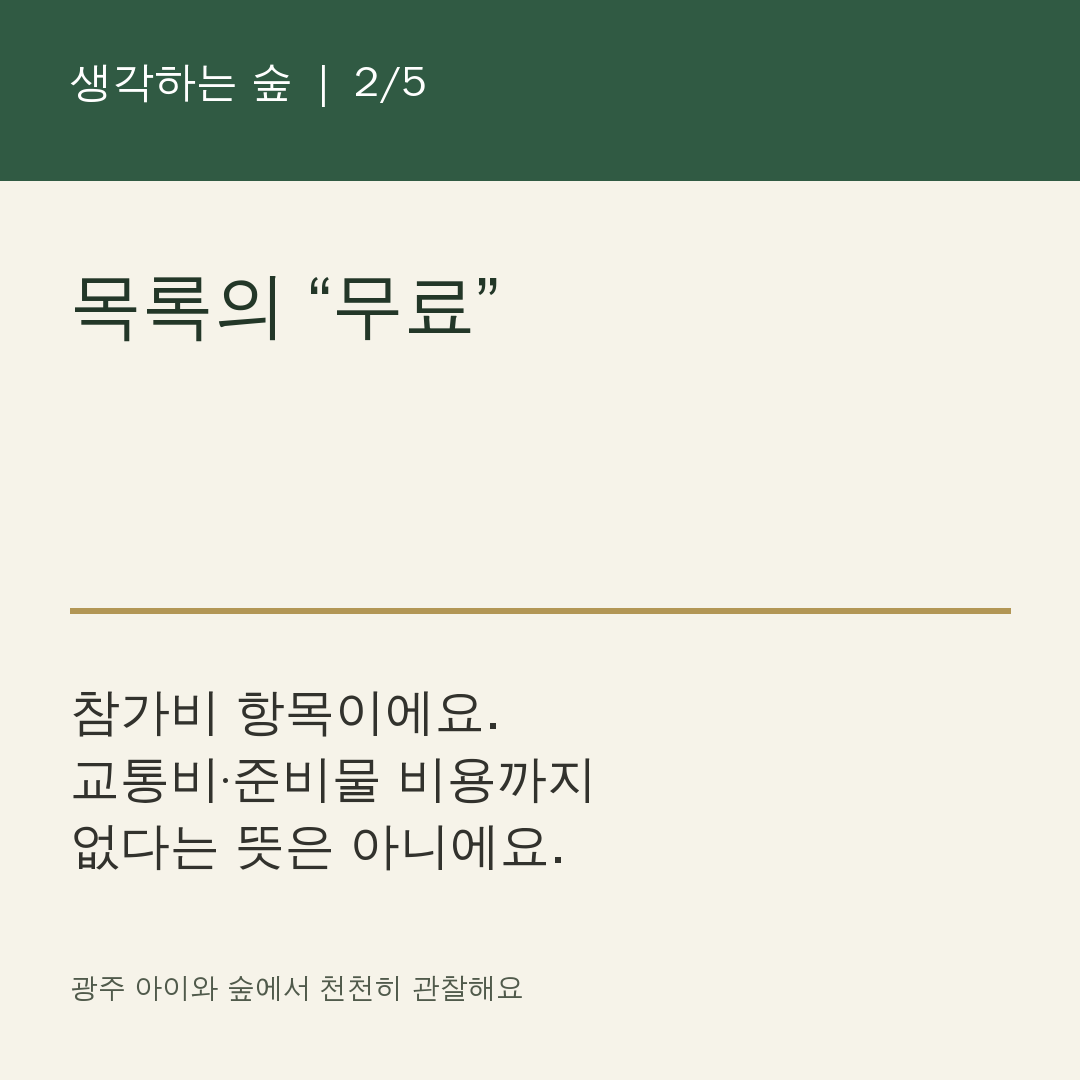 생각하는 숲 | 2/5
목록의 “무료”
참가비 항목이에요.
교통비·준비물 비용까지
없다는 뜻은 아니에요.
광주 아이와 숲에서 천천히 관찰해요